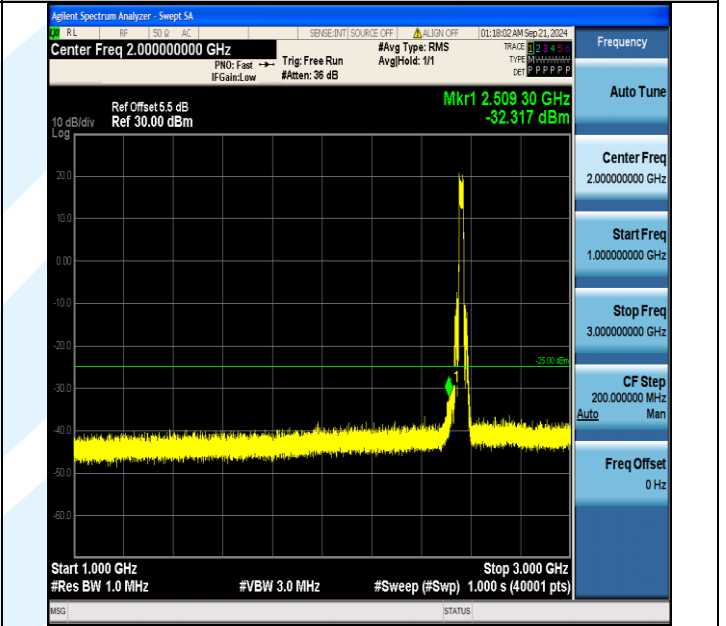 Agilent Spectrum Analyzer - Swept SA
RL RF 50 Ω AC SENSE:INT SOURCE OFF ALIGN OFF 01:18:02 AM Sep 21, 2024
Center Freq 2.000000000 GHz #Avg Type: RMS TRACE 1 2 3 4 5 6
PNO: Fast Trig: Free Run Avg|Hold: 1/1 TYPE
IFGain:Low #Atten: 36 dB DET P P P P P P
Mkr1 2.509 30 GHz
-32.317 dBm
Ref Offset 5.5 dB
10 dB/div Ref 30.00 dBm
Log
20.0
10.0
0.00
-10.0
-20.0
-25.00 dBm
1
-30.0
-40.0
-50.0
-60.0
Start 1.000 GHz Stop 3.000 GHz
#Res BW 1.0 MHz #VBW 3.0 MHz #Sweep (#Swp) 1.000 s (40001 pts)
MSG STATUS
Frequency
Auto Tune
Center Freq
2.000000000 GHz
Start Freq
1.000000000 GHz
Stop Freq
3.000000000 GHz
CF Step
200.000000 MHz
Auto Man
Freq Offset
0 Hz